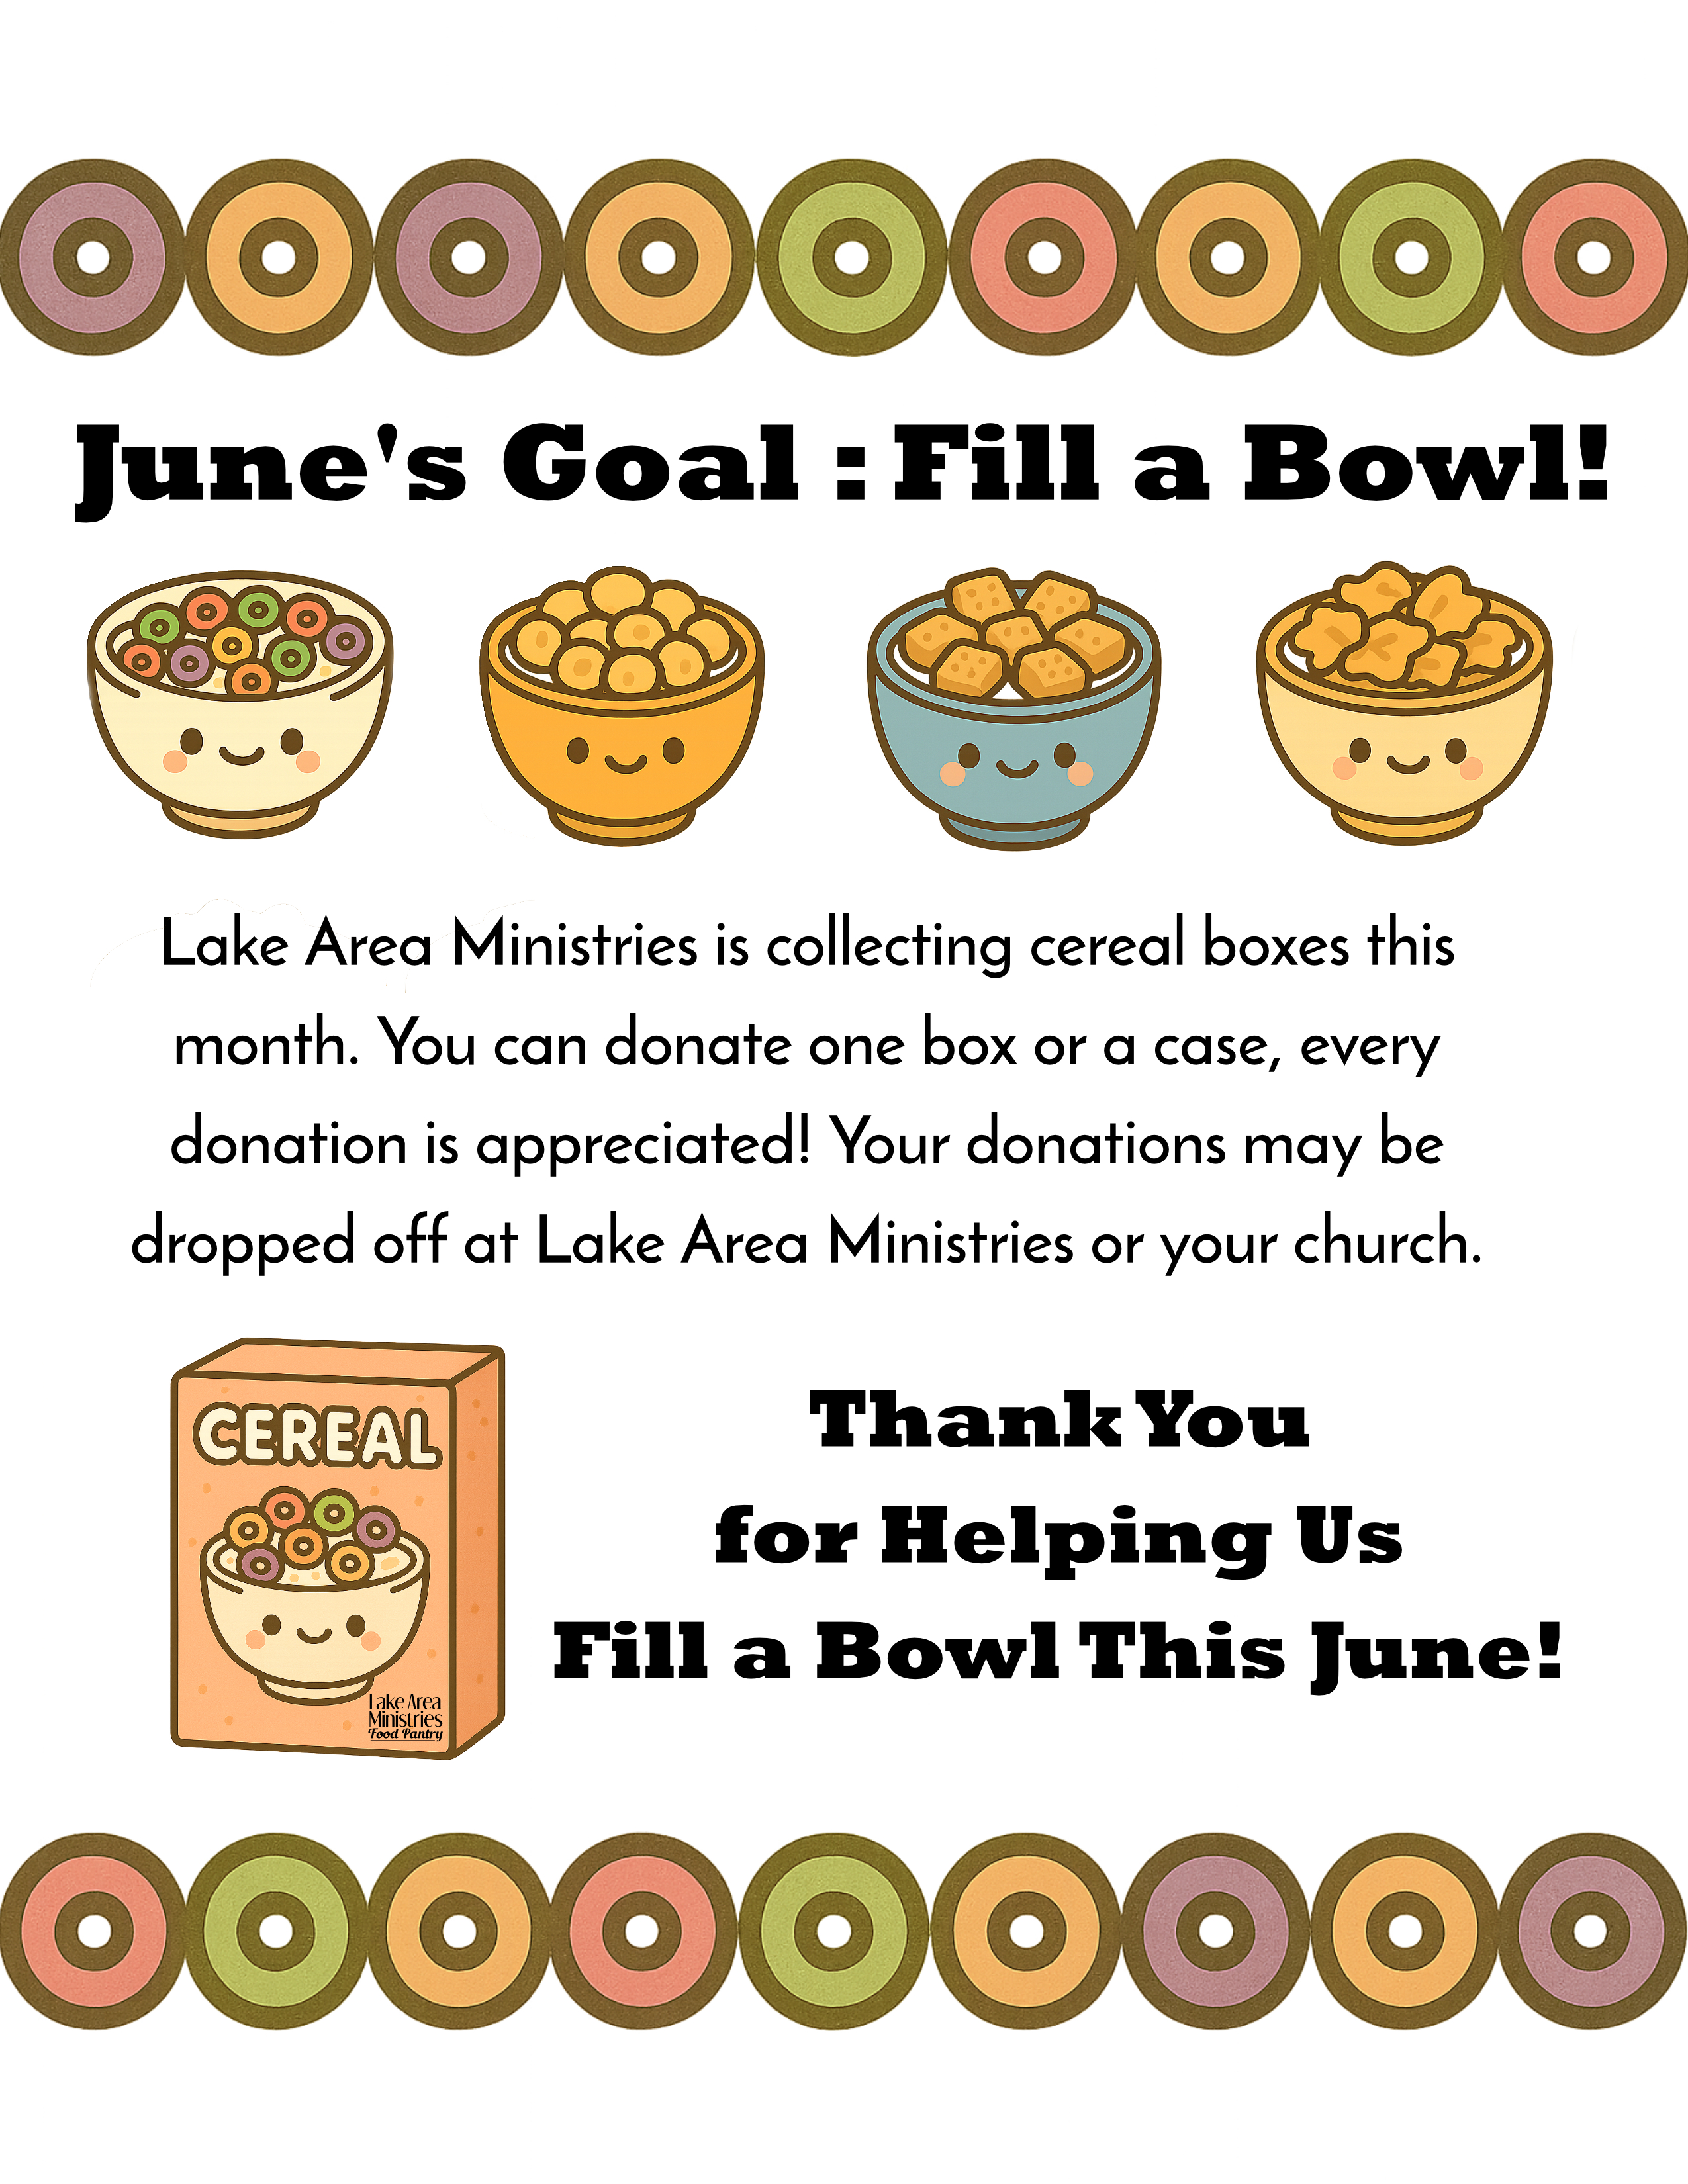 June's Goal : Fill a Bowl!
Lake Area Ministries is collecting cereal boxes this
month. You can donate one box or a case, every
donation is appreciated! Your donations may be
dropped off at Lake Area Ministries or your church.
CEREAL
Lake Area
Ministries
Food Pantry
Thank You
for Helping Us
Fill a Bowl This June!